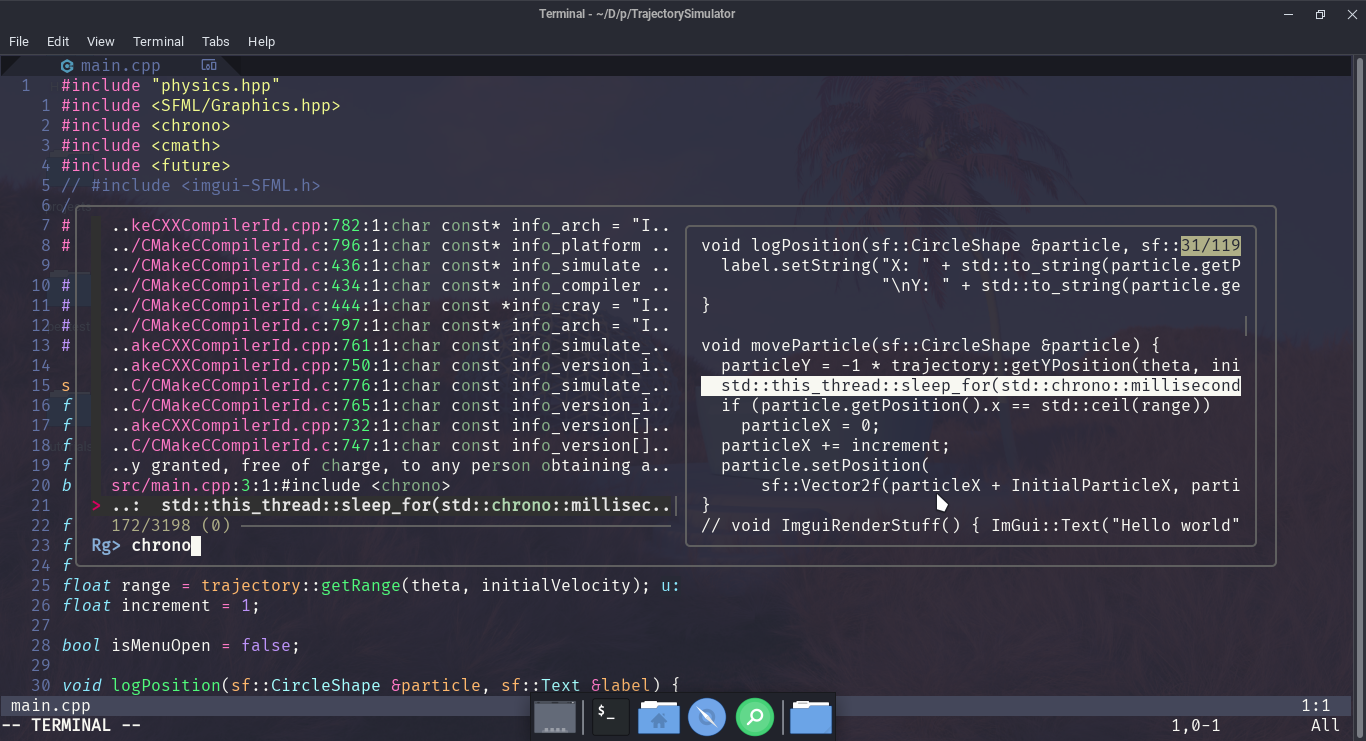 Terminal - ~/D/p/TrajectorySimulator
File Edit View Terminal Tabs Help
main.cpp
1 #include "physics.hpp"
1 #include <SFML/Graphics.hpp>
2 #include <chrono>
3 #include <cmath>
4 #include <future>
5 // #include <imgui-SFML.h>
6 /
7 #
8 #
9
10 #
11 #
12 #
13 #
14
15 s
16 f
17 f
18 f
19 f
20 b
21
22 f
23 f
24 f
..keCXXCompilerId.cpp:782:1:char const* info_arch = "I..
../CMakeCCompilerId.c:796:1:char const* info_platform ..
../CMakeCCompilerId.c:436:1:char const* info_simulate ..
../CMakeCCompilerId.c:434:1:char const* info_compiler ..
../CMakeCCompilerId.c:444:1:char const *info_cray = "I..
../CMakeCCompilerId.c:797:1:char const* info_arch = "I..
..akeCXXCompilerId.cpp:761:1:char const info_simulate_..
..akeCXXCompilerId.cpp:750:1:char const info_version_i..
..C/CMakeCCompilerId.c:776:1:char const info_simulate_..
..C/CMakeCCompilerId.c:765:1:char const info_version_i..
..akeCXXCompilerId.cpp:732:1:char const info_version[]..
..C/CMakeCCompilerId.c:747:1:char const info_version[]..
..y granted, free of charge, to any person obtaining a..
src/main.cpp:3:1:#include <chrono>
> ..:  std::this_thread::sleep_for(std::chrono::millisec..
172/3198 (0)
Rg> chrono
void logPosition(sf::CircleShape &particle, sf::31/119
label.setString("X: " + std::to_string(particle.getP
"\nY: " + std::to_string(particle.ge
}
void moveParticle(sf::CircleShape &particle) {
particleY = -1 * trajectory::getYPosition(theta, ini
std::this_thread::sleep_for(std::chrono::millisecond
if (particle.getPosition().x == std::ceil(range))
particleX = 0;
particleX += increment;
particle.setPosition(
sf::Vector2f(particleX + InitialParticleX, parti
}
// void ImguiRenderStuff() { ImGui::Text("Hello world"
25 float range = trajectory::getRange(theta, initialVelocity); u:
26 float increment = 1;
27
28 bool isMenuOpen = false;
29
30 void logPosition(sf::CircleShape &particle, sf::Text &label) {
main.cpp 1:1
-- TERMINAL -- 1,0-1 All
$_